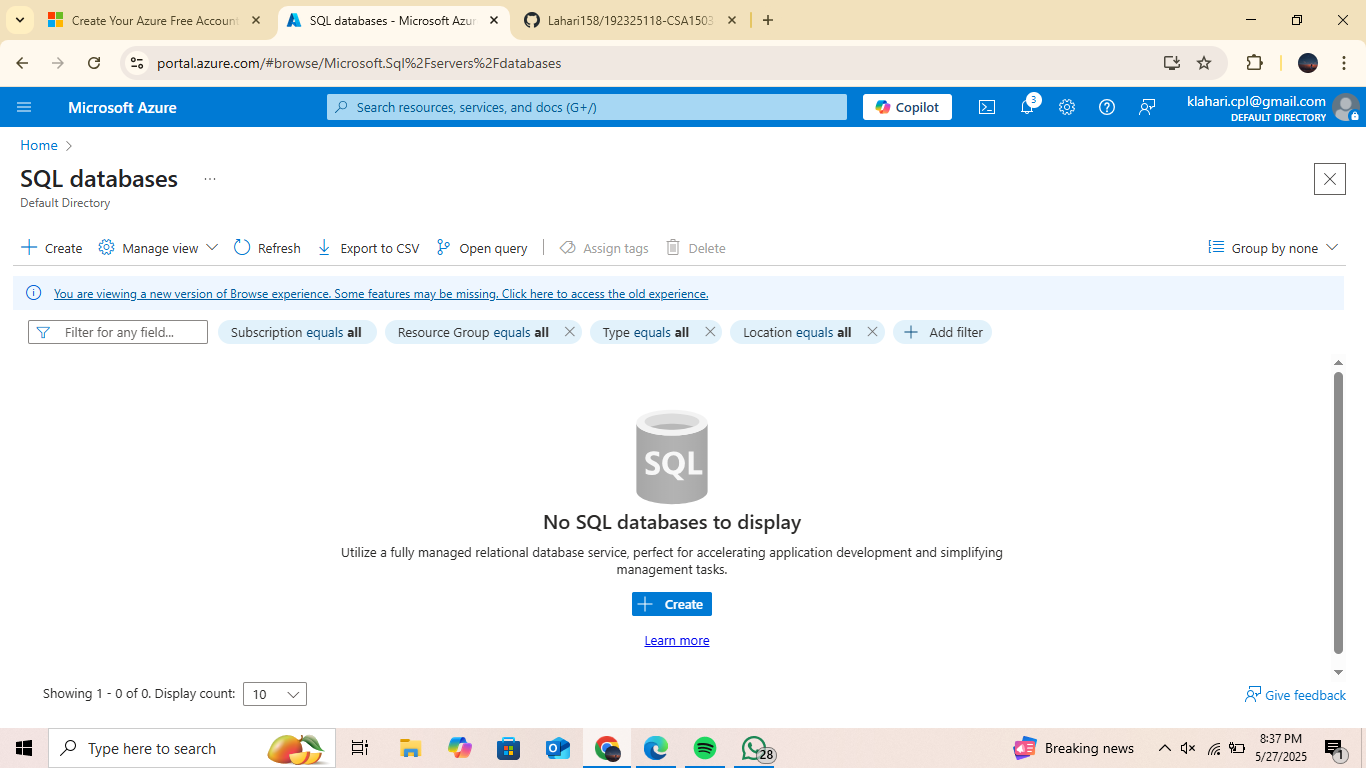 Create Your Azure Free Account
SQL databases - Microsoft Azur
Lahari158/192325118-CSA1503
portal.azure.com/#browse/Microsoft.Sql%2Fservers%2Fdatabases
Microsoft Azure
Search resources, services, and docs (G+/)
Copilot
3
klahari.cpl@gmail.com
DEFAULT DIRECTORY
Home
SQL databases ...
Default Directory
Create
Manage view
Refresh
Export to CSV
Open query
Assign tags
Delete
Group by none
You are viewing a new version of Browse experience. Some features may be missing. Click here to access the old experience.
Filter for any field...
Subscription equals all
Resource Group equals all
Type equals all
Location equals all
Add filter
SQL
No SQL databases to display
Utilize a fully managed relational database service, perfect for accelerating application development and simplifying
management tasks.
Create
Learn more
Showing 1 - 0 of 0. Display count: 10
Give feedback
Type here to search
28
Breaking news
8:37 PM
5/27/2025
1